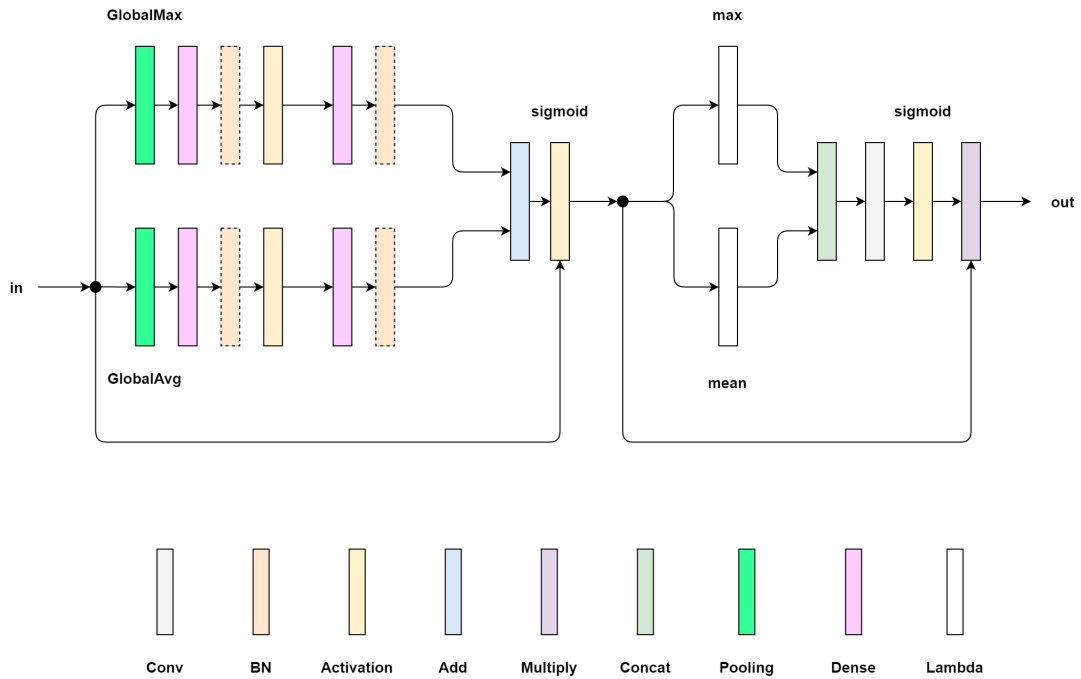 GlobalMax
max
sigmoid
sigmoid
out
in
GlobalAvg
mean
Conv
BN
Activation
Add
Multiply
Concat
Pooling
Dense
Lambda